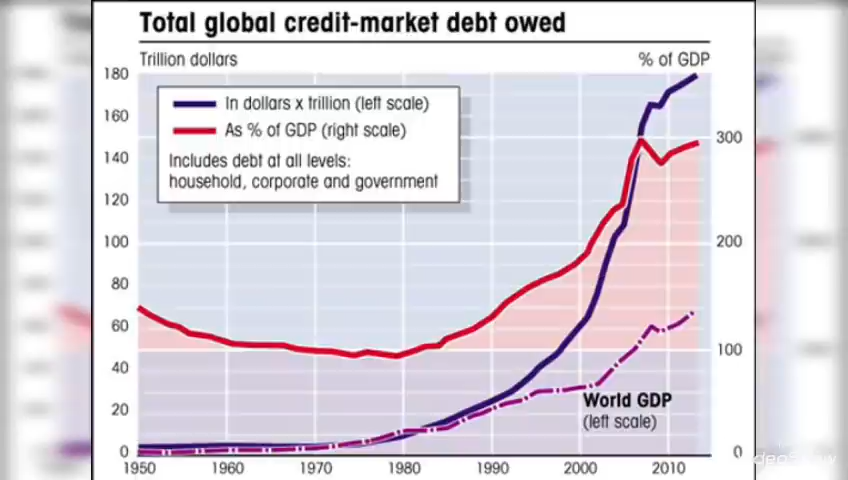 Total global credit-market debt owed
Trillion dollars
% of GDP
180
160
140
120
100
80
60
40
20
0
In dollars x trillion (left scale)
As % of GDP (right scale)
Includes debt at all levels:
household, corporate and government
300
200
100
0
World GDP
(left scale)
1950 1960 1970 1980 1990 2000 2010